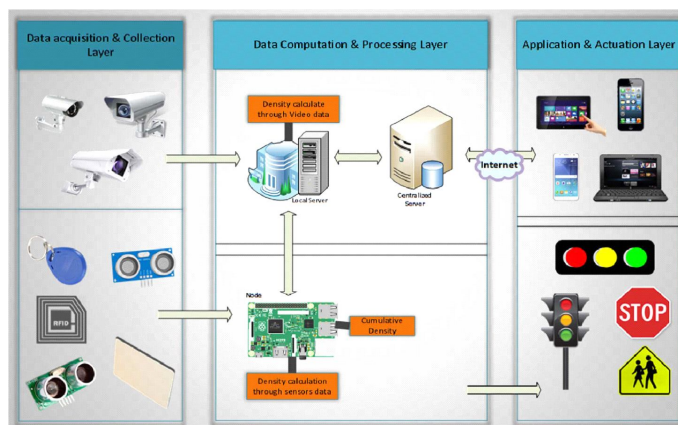 Data acquisition & Collection
Layer
Data Computation & Processing Layer
Application & Actuation Layer
Density calculate
through Video data
Local Server
Centralized
Server
Internet
Node
Cumulative
Density
Density calculation
through sensors data
RFID
STOP